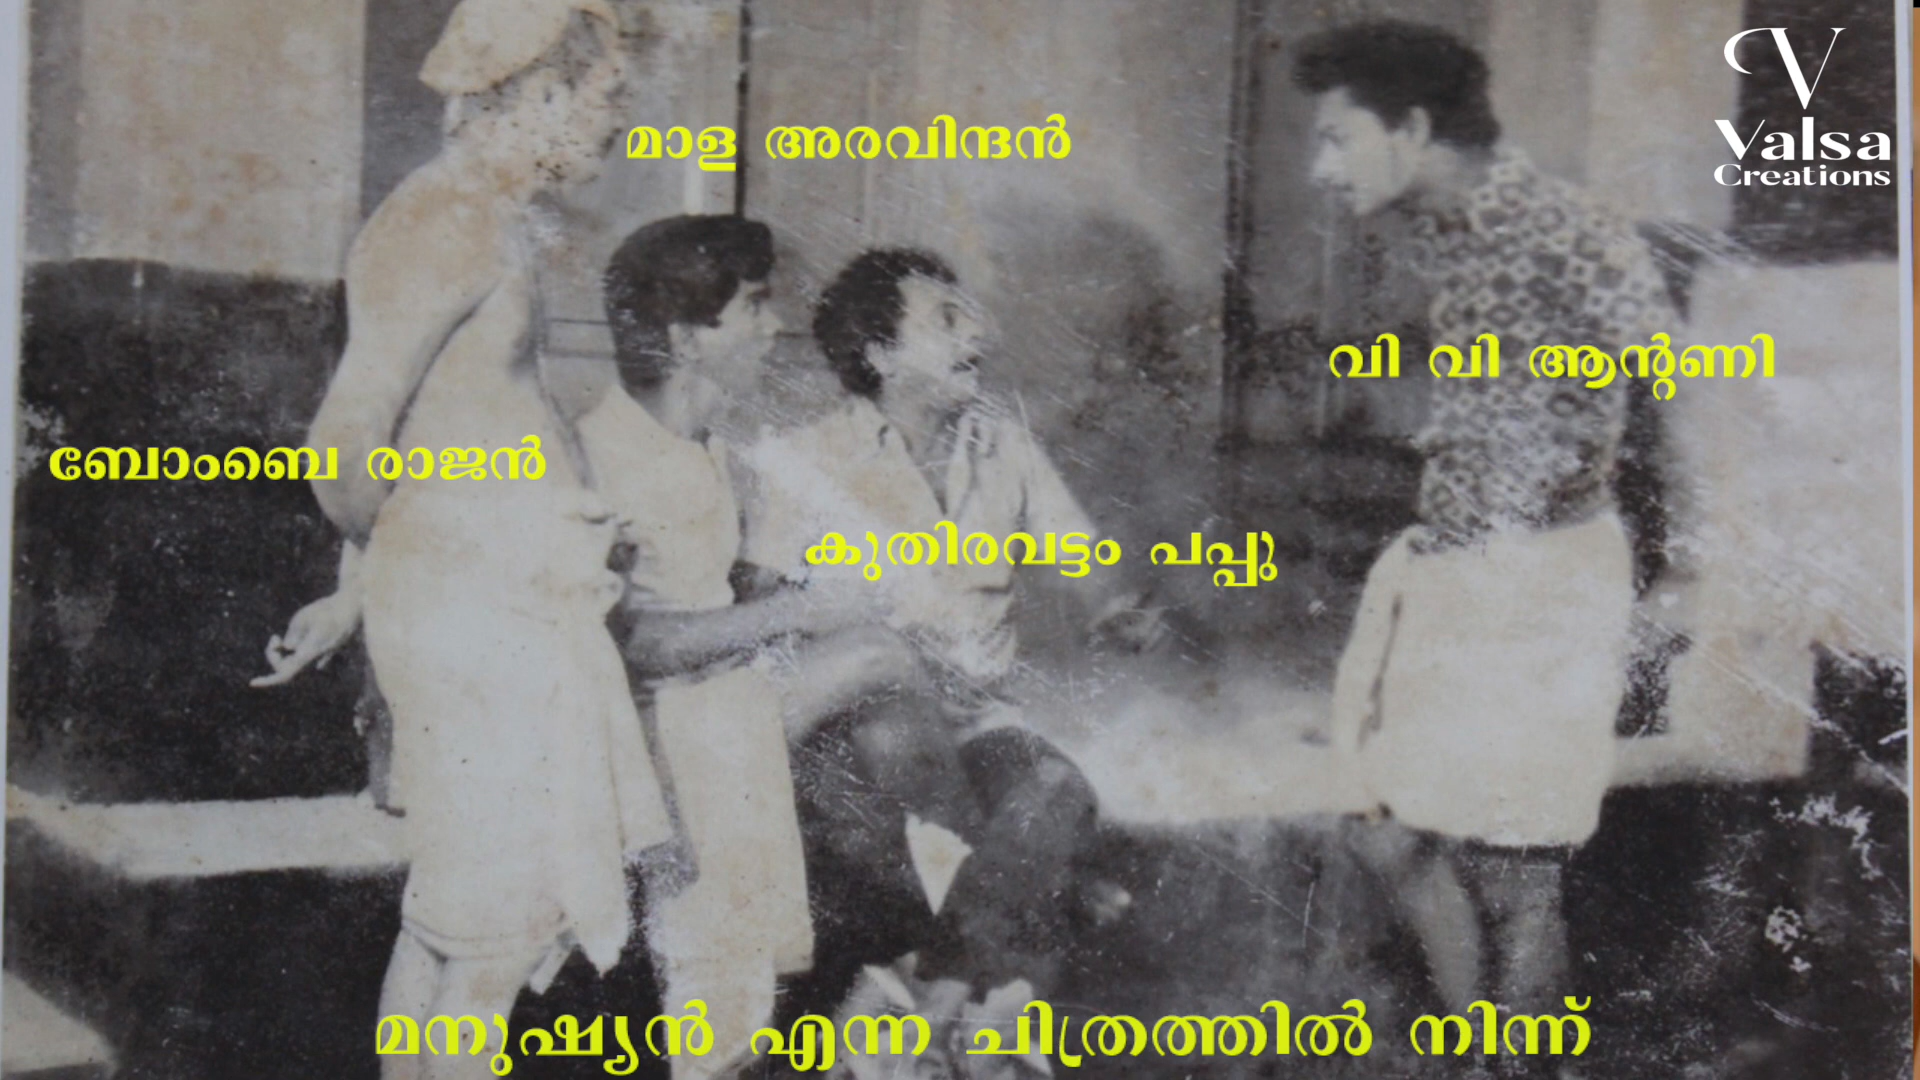 V
Valsa
Creations
മാള അരവിന്ദൻ
വി വി ആന്റണി
ബോംബെ രാജൻ
കുതിരവട്ടം പപ്പു
മനുഷ്യൻ എന്ന ചിത്രത്തിൽ നിന്ന്